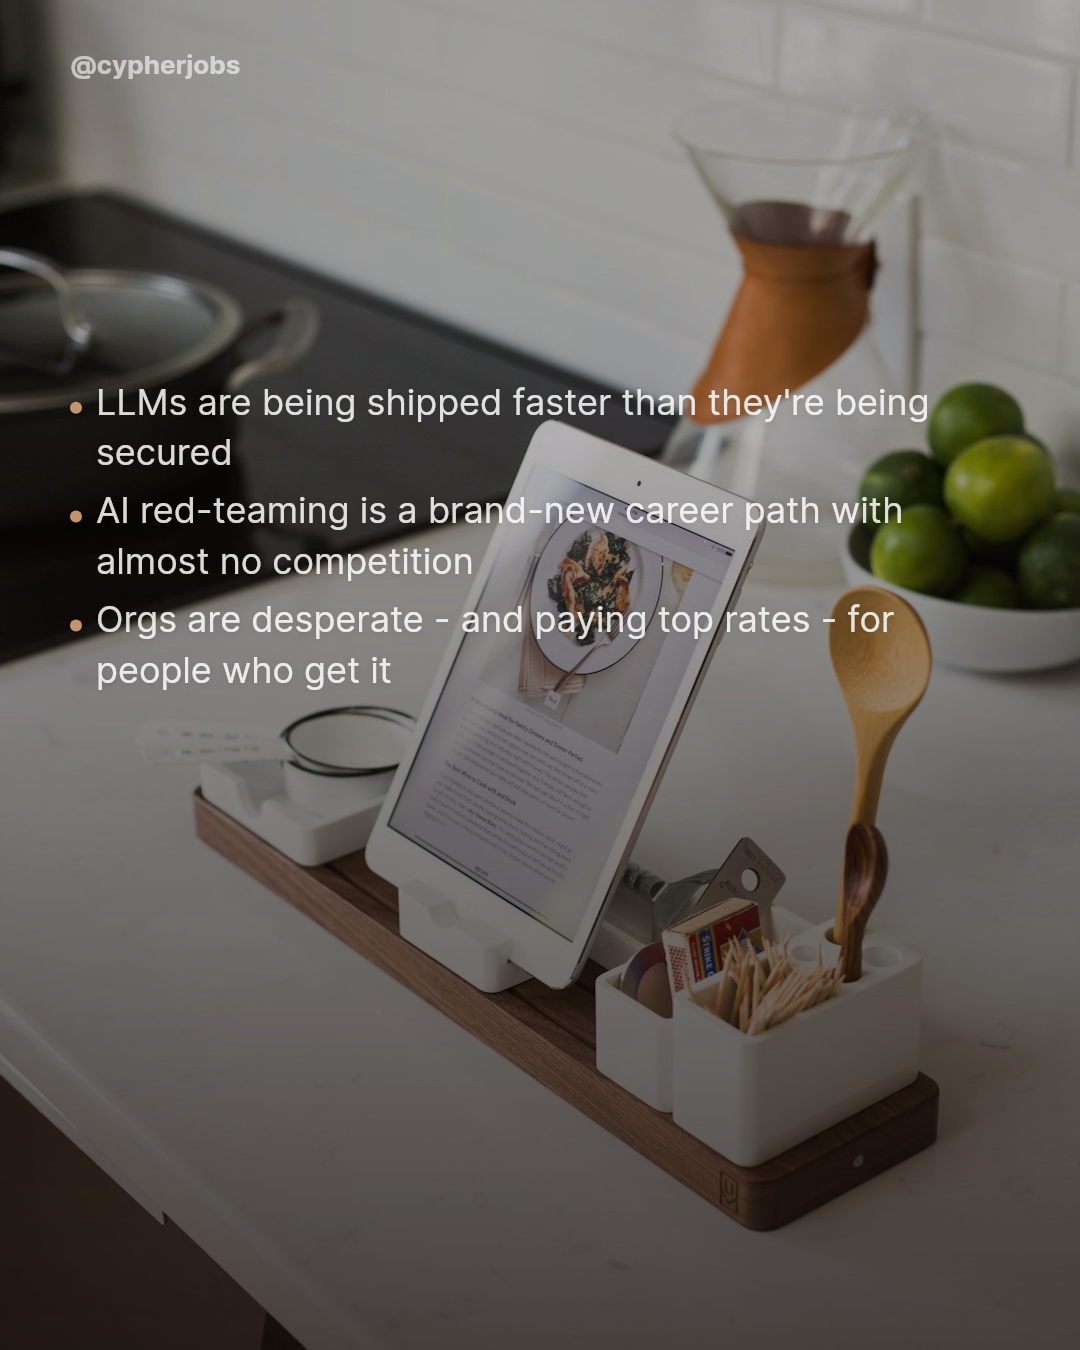 @cypherjobs
LLMs are being shipped faster than they're being
secured
AI red-teaming is a brand-new career path with
almost no competition
Orgs are desperate - and paying top rates - for
people who get it
STRIKE